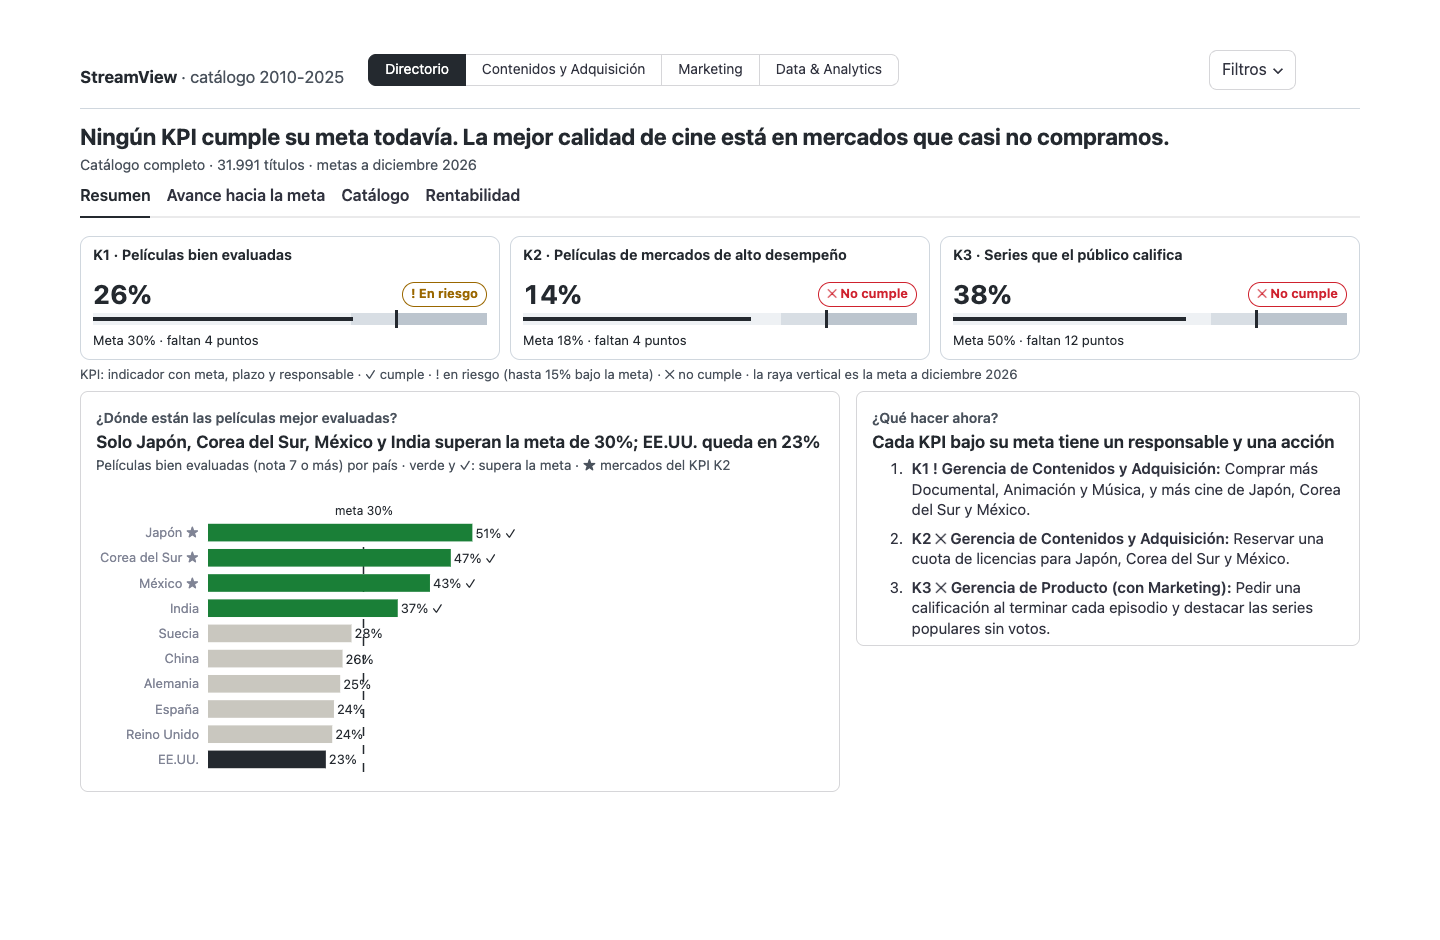 StreamView · catálogo 2010-2025
Directorio
Contenidos y Adquisición
Marketing
Data & Analytics
Filtros
Ningún KPI cumple su meta todavía. La mejor calidad de cine está en mercados que casi no compramos.
Catálogo completo · 31.991 títulos · metas a diciembre 2026
Resumen
Avance hacia la meta
Catálogo
Rentabilidad
K1 · Películas bien evaluadas
26%
! En riesgo
Meta 30% · faltan 4 puntos
K2 · Películas de mercados de alto desempeño
14%
✕ No cumple
Meta 18% · faltan 4 puntos
K3 · Series que el público califica
38%
✕ No cumple
Meta 50% · faltan 12 puntos
KPI: indicador con meta, plazo y responsable · ✓ cumple · ! en riesgo (hasta 15% bajo la meta) · ✕ no cumple · la raya vertical es la meta a diciembre 2026
¿Dónde están las películas mejor evaluadas?
Solo Japón, Corea del Sur, México y India superan la meta de 30%; EE.UU. queda en 23%
Películas bien evaluadas (nota 7 o más) por país · verde y ✓: supera la meta · ★ mercados del KPI K2
meta 30%
Japón ★ 51% ✓
Corea del Sur ★ 47% ✓
México ★ 43% ✓
India 37% ✓
Suecia 28%
China 26%
Alemania 25%
España 24%
Reino Unido 24%
EE.UU. 23%
¿Qué hacer ahora?
Cada KPI bajo su meta tiene un responsable y una acción
1. K1 ! Gerencia de Contenidos y Adquisición: Comprar más
Documental, Animación y Música, y más cine de Japón, Corea
del Sur y México.
2. K2 ✕ Gerencia de Contenidos y Adquisición: Reservar una
cuota de licencias para Japón, Corea del Sur y México.
3. K3 ✕ Gerencia de Producto (con Marketing): Pedir una
calificación al terminar cada episodio y destacar las series
populares sin votos.